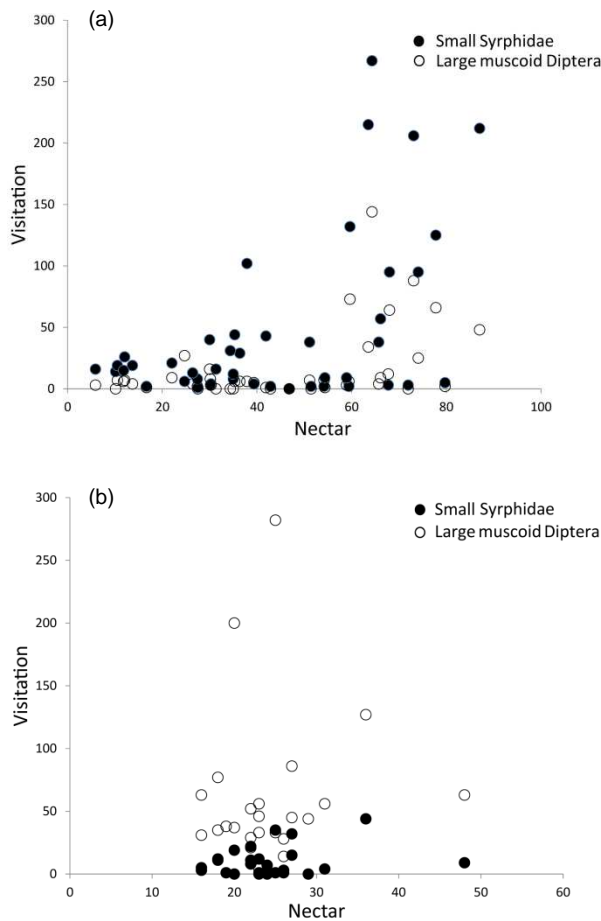 (a)
Small Syrphidae
Large muscoid Diptera
300
250
200
150
100
50
0
Visitation
0 20 40 60 80 100
Nectar
(b)
Small Syrphidae
Large muscoid Diptera
300
250
200
150
100
50
0
Visitation
0 10 20 30 40 50 60
Nectar